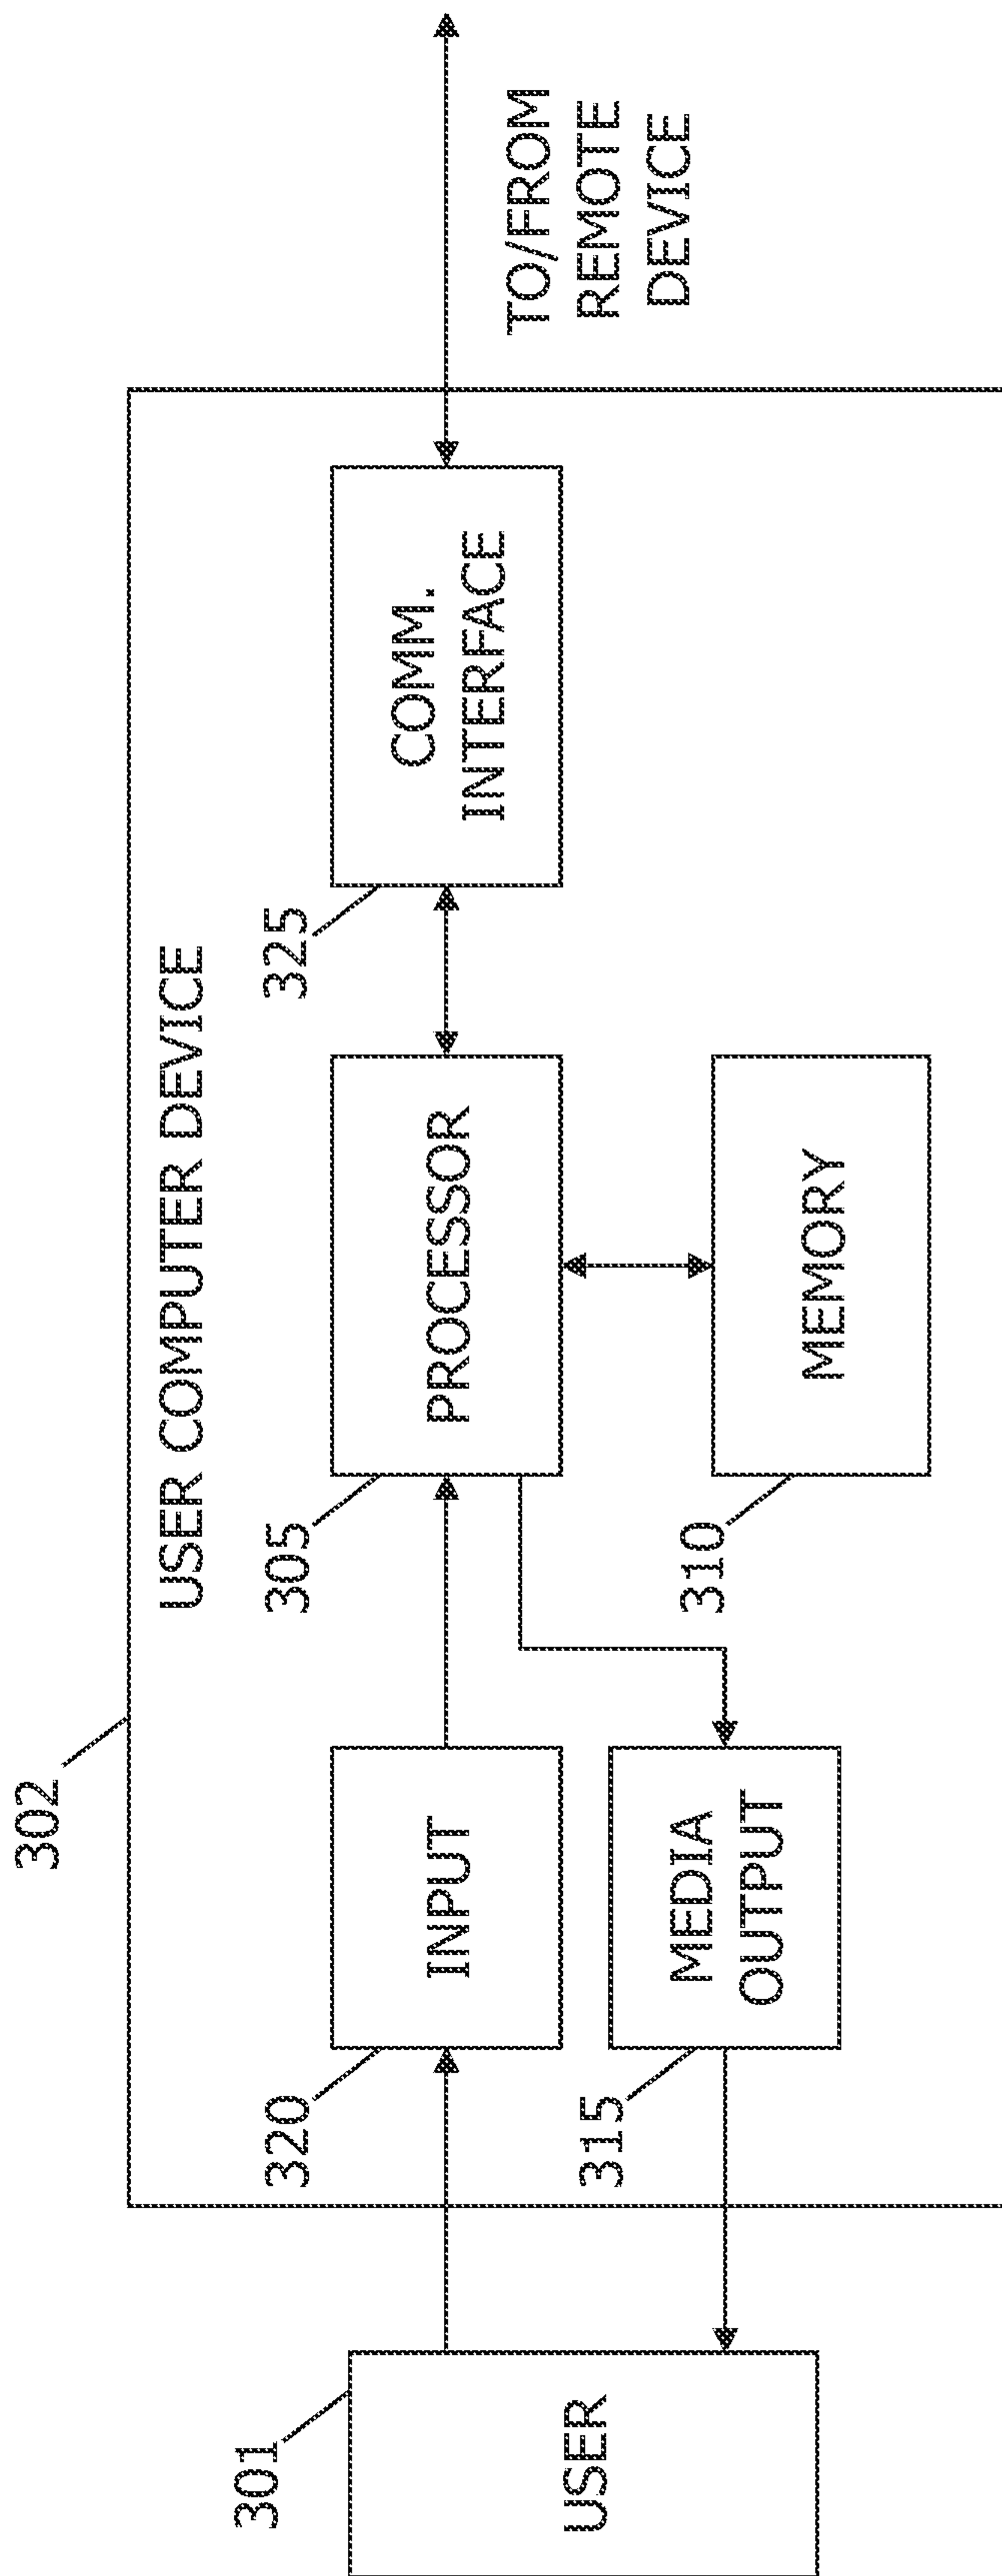 302
USER COMPUTER DEVICE
301
USER
320
INPUT
315
MEDIA
OUTPUT
305
PROCESSOR
310
MEMORY
325
COMM.
INTERFACE
TO/FROM
REMOTE
DEVICE